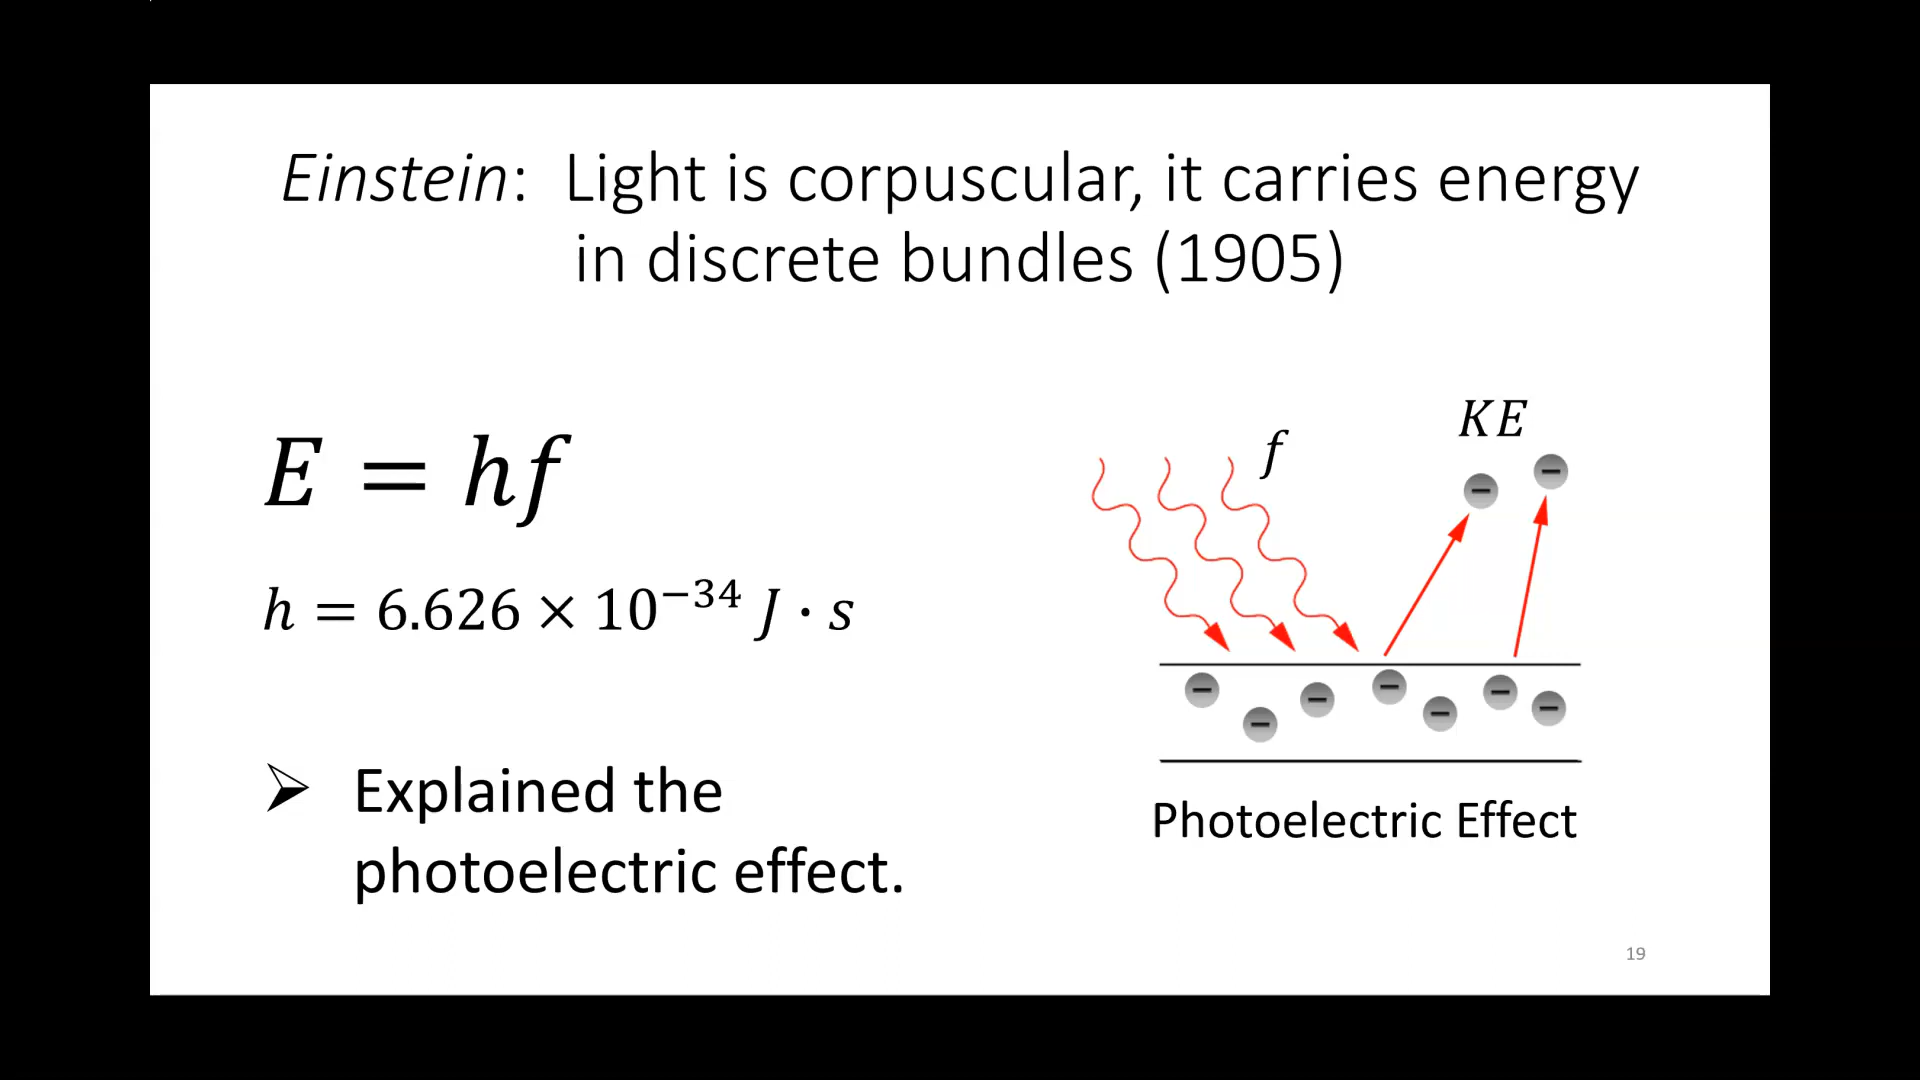 Einstein: Light is corpuscular, it carries energy
in discrete bundles (1905)
E = hf
h = 6.626 × 10⁻³⁴ J · s
➢ Explained the
photoelectric effect.
f
KE
Photoelectric Effect
19